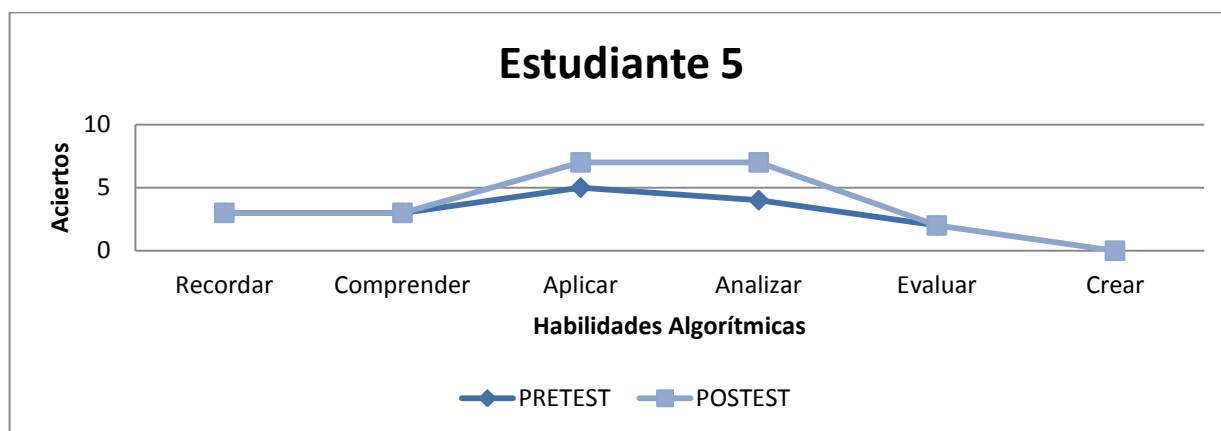 Estudiante 5
10
5
0
Aciertos
Recordar Comprender Aplicar Analizar Evaluar Crear
Habilidades Algorítmicas
PRETEST POSTEST